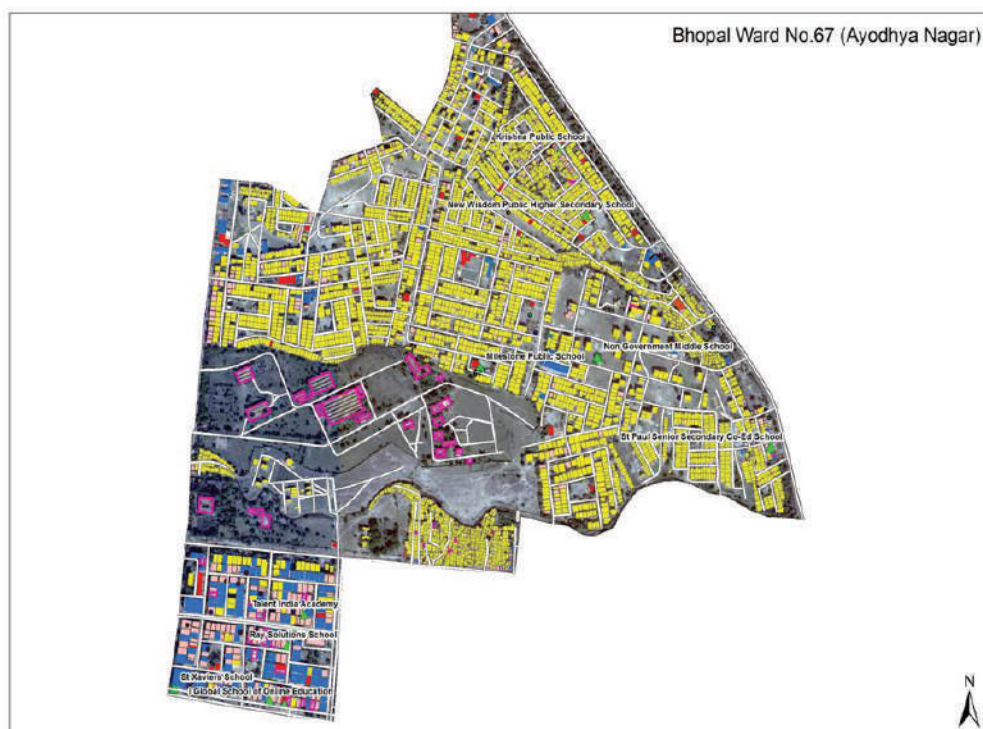 Bhopal Ward No.67 (Ayodhya Nagar)
Krishna Public School
New Wisdom Public Higher Secondary School
Non Government Middle School
Milestone Public School
St Paul Senior Secondary Co-Ed School
Talent India Academy
Ray Solutions School
St Xaviers School
I Global School of Online Education
N